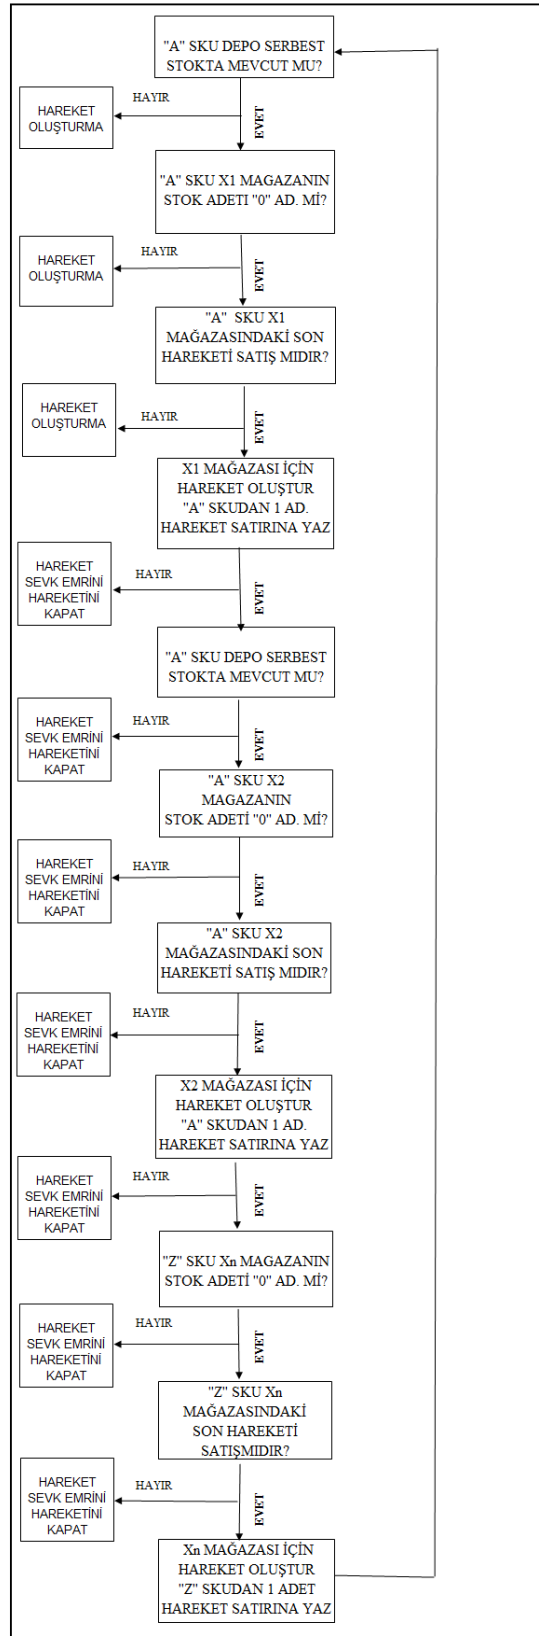 "A" SKU DEPO SERBEST
STOKTA MEVCUT MU?
HAYIR
HAREKET
OLUŞTURMA
EVET
"A" SKU X1 MAGAZANIN
STOK ADETI "0" AD. Mİ?
HAYIR
HAREKET
OLUŞTURMA
EVET
"A" SKU X1
MAĞAZASINDAKİ SON
HAREKETİ SATIŞ MIDIR?
HAYIR
HAREKET
OLUŞTURMA
EVET
X1 MAĞAZASI İÇİN
HAREKET OLUŞTUR
"A" SKUDAN 1 AD.
HAREKET SATIRINA YAZ
HAYIR
HAREKET
SEVK EMRİNİ
HAREKETİNİ
KAPAT
EVET
"A" SKU DEPO SERBEST
STOKTA MEVCUT MU?
HAYIR
HAREKET
SEVK EMRİNİ
HAREKETİNİ
KAPAT
EVET
"A" SKU X2
MAGAZANIN
STOK ADETİ "0" AD. Mİ?
HAYIR
HAREKET
SEVK EMRİNİ
HAREKETİNİ
KAPAT
EVET
"A" SKU X2
MAĞAZASINDAKİ SON
HAREKETİ SATIŞ MIDIR?
HAYIR
HAREKET
SEVK EMRİNİ
HAREKETİNİ
KAPAT
EVET
X2 MAĞAZASI İÇİN
HAREKET OLUŞTUR
"A" SKUDAN 1 AD.
HAREKET SATIRINA YAZ
HAYIR
HAREKET
SEVK EMRİNİ
HAREKETİNİ
KAPAT
EVET
"Z" SKU Xn MAGAZANIN
STOK ADETİ "0" AD. Mİ?
HAYIR
HAREKET
SEVK EMRİNİ
HAREKETİNİ
KAPAT
EVET
"Z" SKU Xn
MAĞAZASINDAKİ
SON HAREKETİ
SATIŞMIDIR?
HAYIR
HAREKET
SEVK EMRİNİ
HAREKETİNİ
KAPAT
EVET
Xn MAĞAZASI İÇİN
HAREKET OLUŞTUR
"Z" SKUDAN 1 ADET
HAREKET SATIRINA YAZ